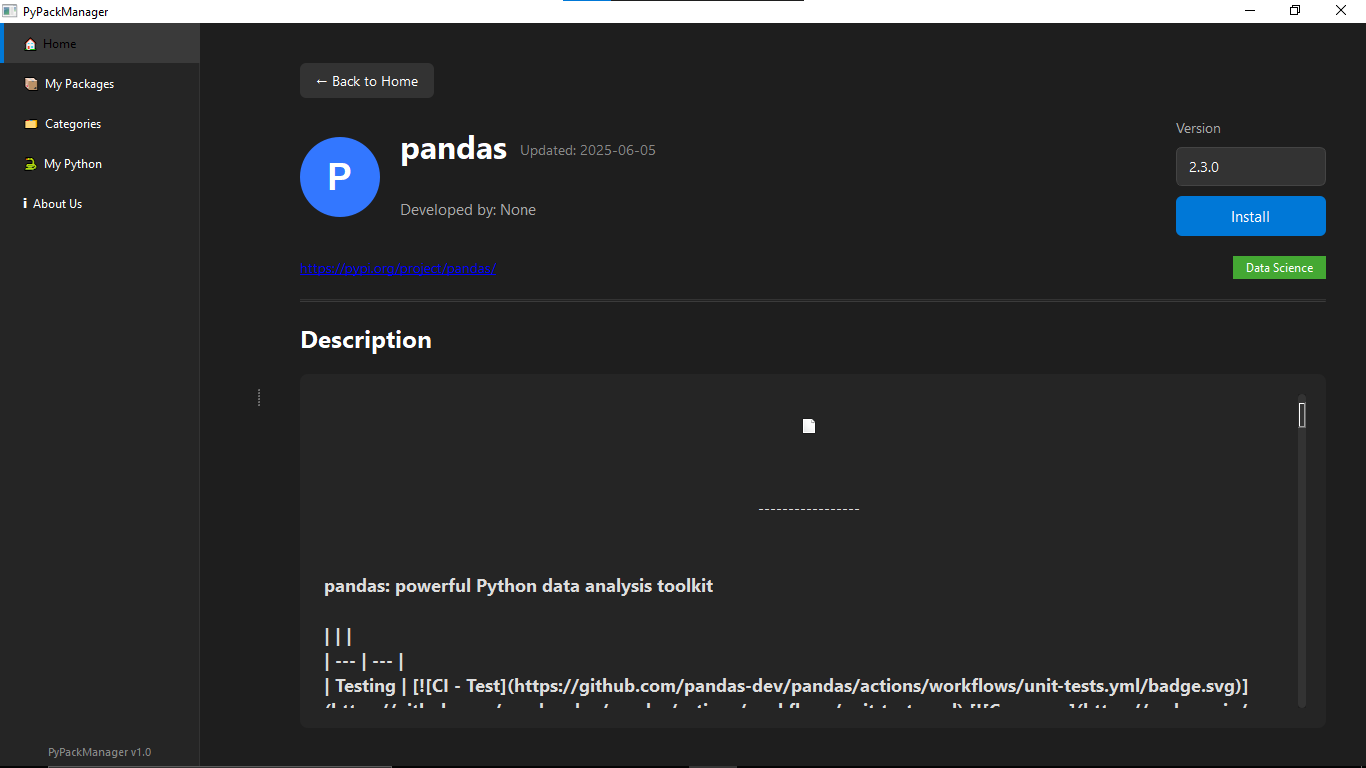 PyPackManager
Home
My Packages
Categories
My Python
About Us
PyPackManager v1.0
← Back to Home
P
pandas
Updated: 2025-06-05
Developed by: None
Version
2.3.0
Install
https://pypi.org/project/pandas/
Data Science
Description
-----------------
pandas: powerful Python data analysis toolkit
| | |
| --- | --- |
| Testing | [![CI - Test](https://github.com/pandas-dev/pandas/actions/workflows/unit-tests.yml/badge.svg)]